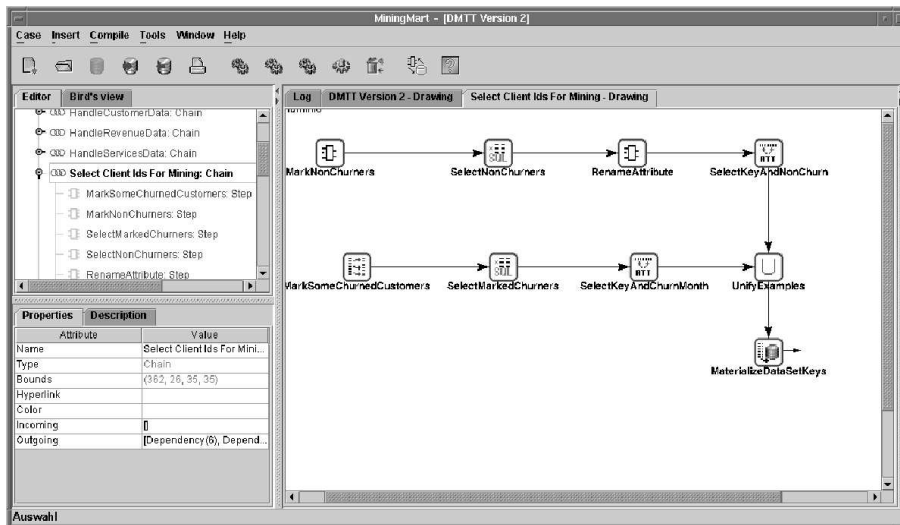 MiningMart - [DMTT Version 2]
Case Insert Compile Tools Window Help
Editor Bird's view
HandleCustomerData: Chain
HandleRevenueData: Chain
HandleServicesData: Chain
Select Client Ids For Mining: Chain
MarkSomeChurnedCustomers: Step
MarkNonChurners: Step
SelectMarkedChurners: Step
SelectNonChurners: Step
RenameAttribute: Step
Properties Description
Attribute Value
Name Select Client Ids For Mini...
Type Chain
Bounds (362, 26, 35, 35)
Hyperlink
Color
Incoming []
Outgoing [Dependency(6), Depend...
Log DMTT Version 2 - Drawing Select Client Ids For Mining - Drawing
MarkNonChurners SelectNonChurners RenameAttribute SelectKeyAndNonChurn
SQL ATT
MarkSomeChurnedCustomers SelectMarkedChurners SelectKeyAndChurnMonth UnifyExamples
SQL ATT
MaterializeDataSetKeys
Auswahl